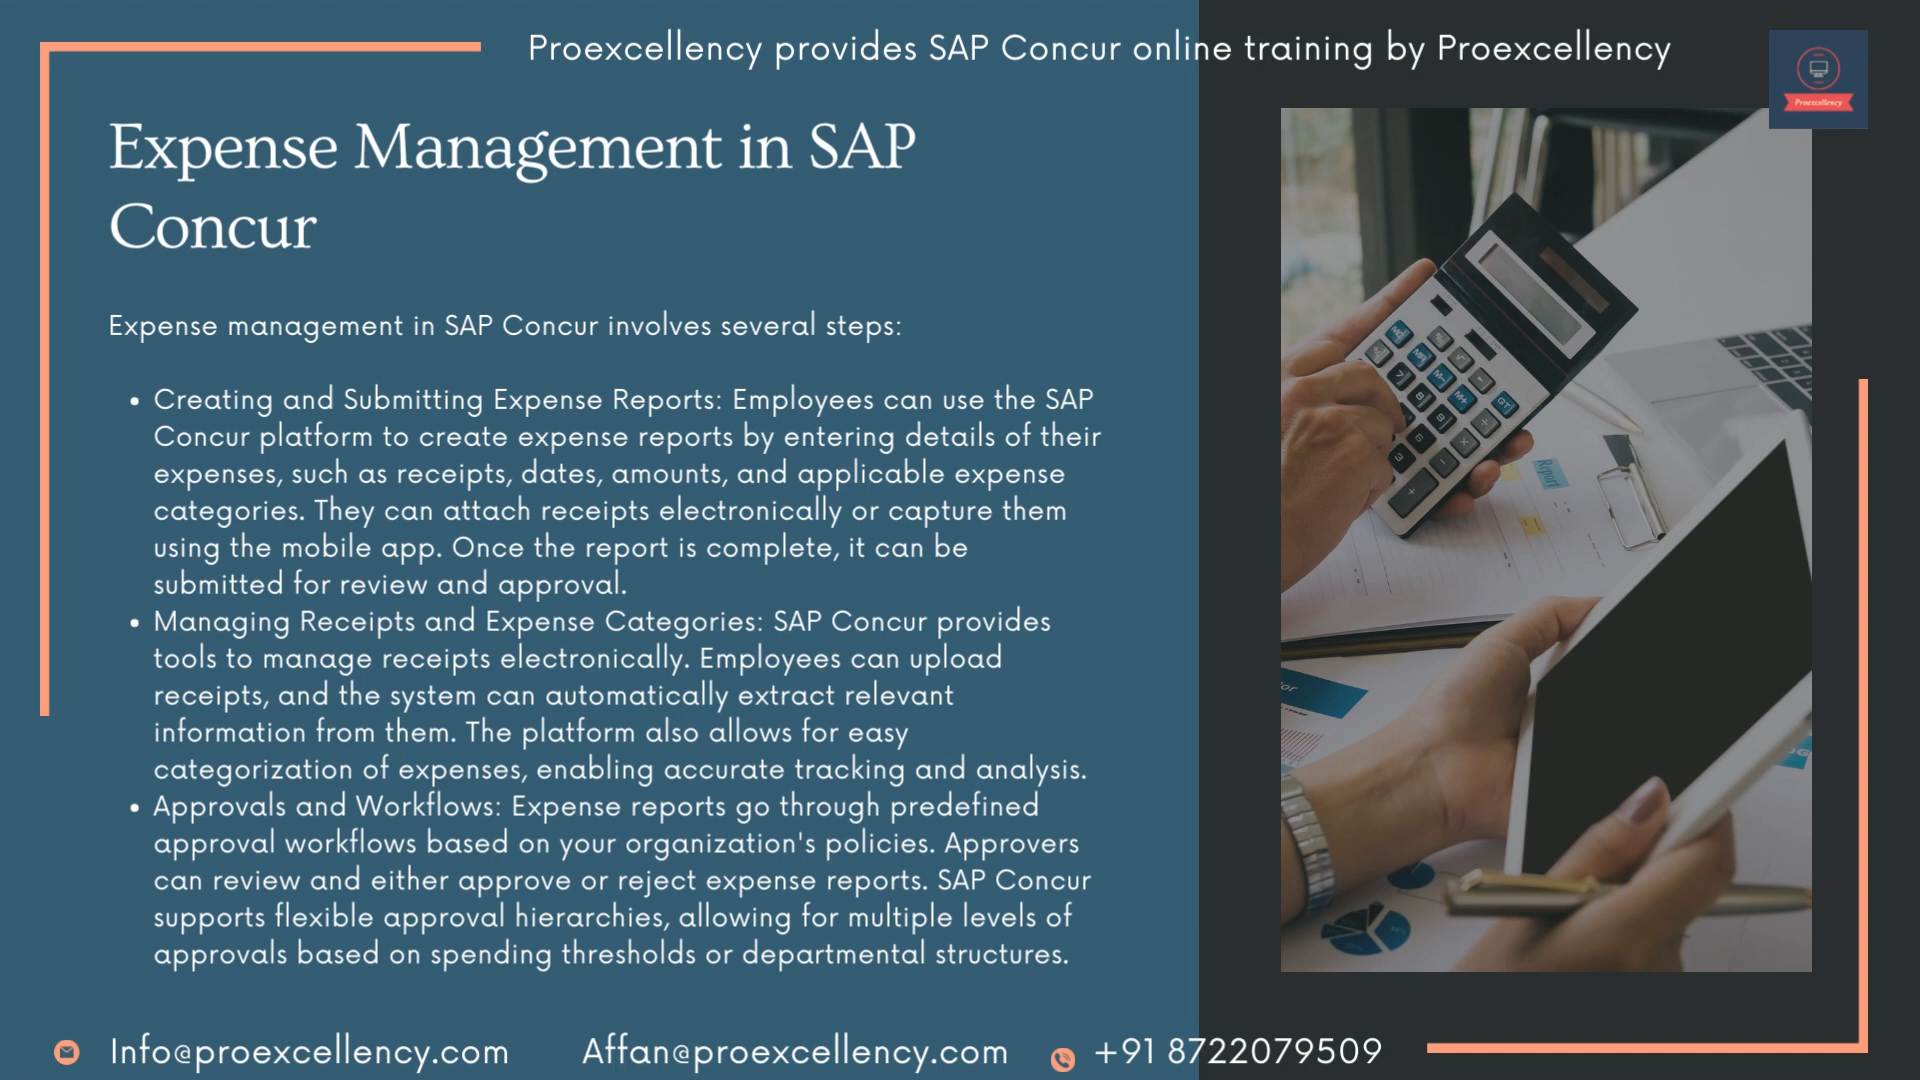 Proexcellency provides SAP Concur online training by Proexcellency
Proexcellency
Expense Management in SAP
Concur
Expense management in SAP Concur involves several steps:
• Creating and Submitting Expense Reports: Employees can use the SAP
Concur platform to create expense reports by entering details of their
expenses, such as receipts, dates, amounts, and applicable expense
categories. They can attach receipts electronically or capture them
using the mobile app. Once the report is complete, it can be
submitted for review and approval.
• Managing Receipts and Expense Categories: SAP Concur provides
tools to manage receipts electronically. Employees can upload
receipts, and the system can automatically extract relevant
information from them. The platform also allows for easy
categorization of expenses, enabling accurate tracking and analysis.
• Approvals and Workflows: Expense reports go through predefined
approval workflows based on your organization's policies. Approvers
can review and either approve or reject expense reports. SAP Concur
supports flexible approval hierarchies, allowing for multiple levels of
approvals based on spending thresholds or departmental structures.
Report
Info@proexcellency.com
Affan@proexcellency.com
+91 8722079509